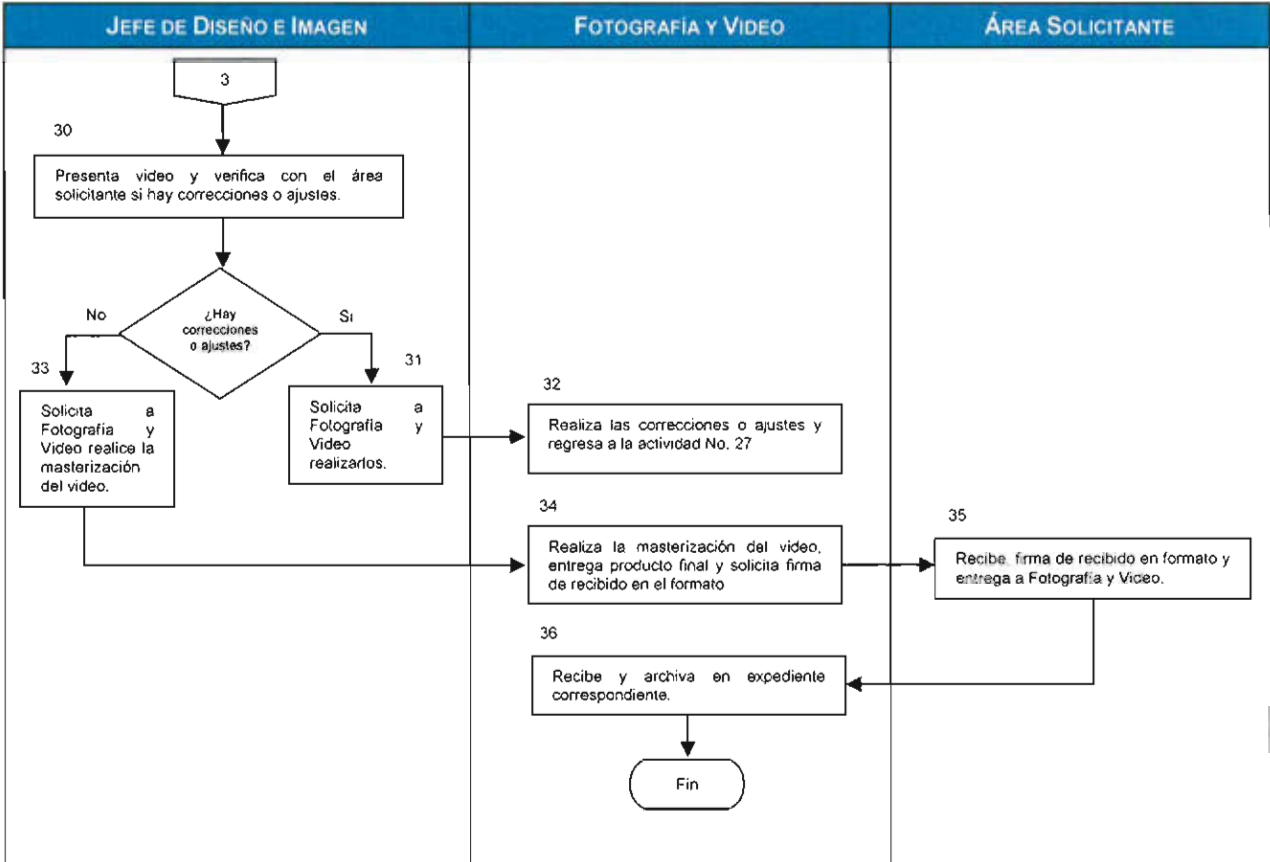 JEFE DE DISEÑO E IMAGEN
FOTOGRAFÍA Y VIDEO
ÁREA SOLICITANTE
3
30
Presenta video y verifica con el área
solicitante si hay correcciones o ajustes.
¿Hay
correcciones
o ajustes?
No
Si
33
Solicita a
Fotografía y
Video realice la
masterización
del video.
31
Solicita a
Fotografía y
Video
realizarlos.
32
Realiza las correcciones o ajustes y
regresa a la actividad No. 27
34
Realiza la masterización del video,
entrega producto final y solicita firma
de recibido en el formato
35
Recibe, firma de recibido en formato y
entrega a Fotografía y Video.
36
Recibe y archiva en expediente
correspondiente.
Fin